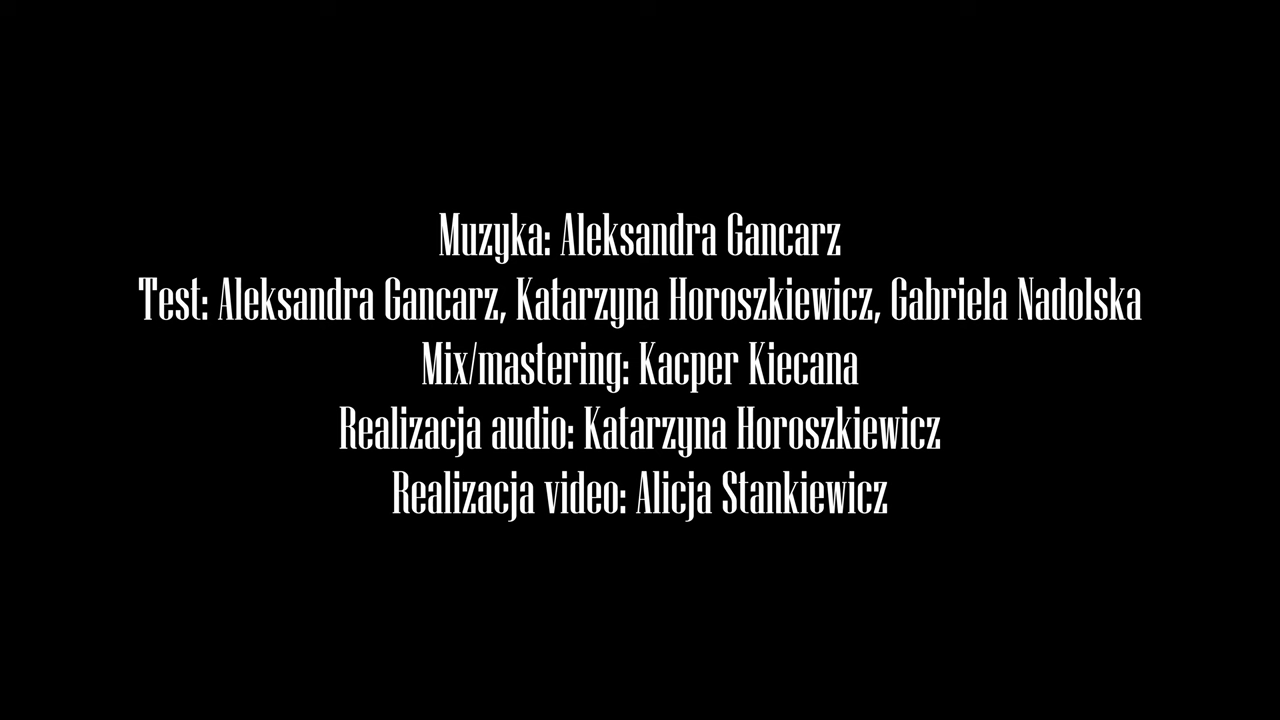 Muzyka: Aleksandra Gancarz
Test: Aleksandra Gancarz, Katarzyna Horoszkiewicz, Gabriela Nadolska
Mix/mastering: Kacper Kiecana
Realizacja audio: Katarzyna Horoszkiewicz
Realizacja video: Alicja Stankiewicz